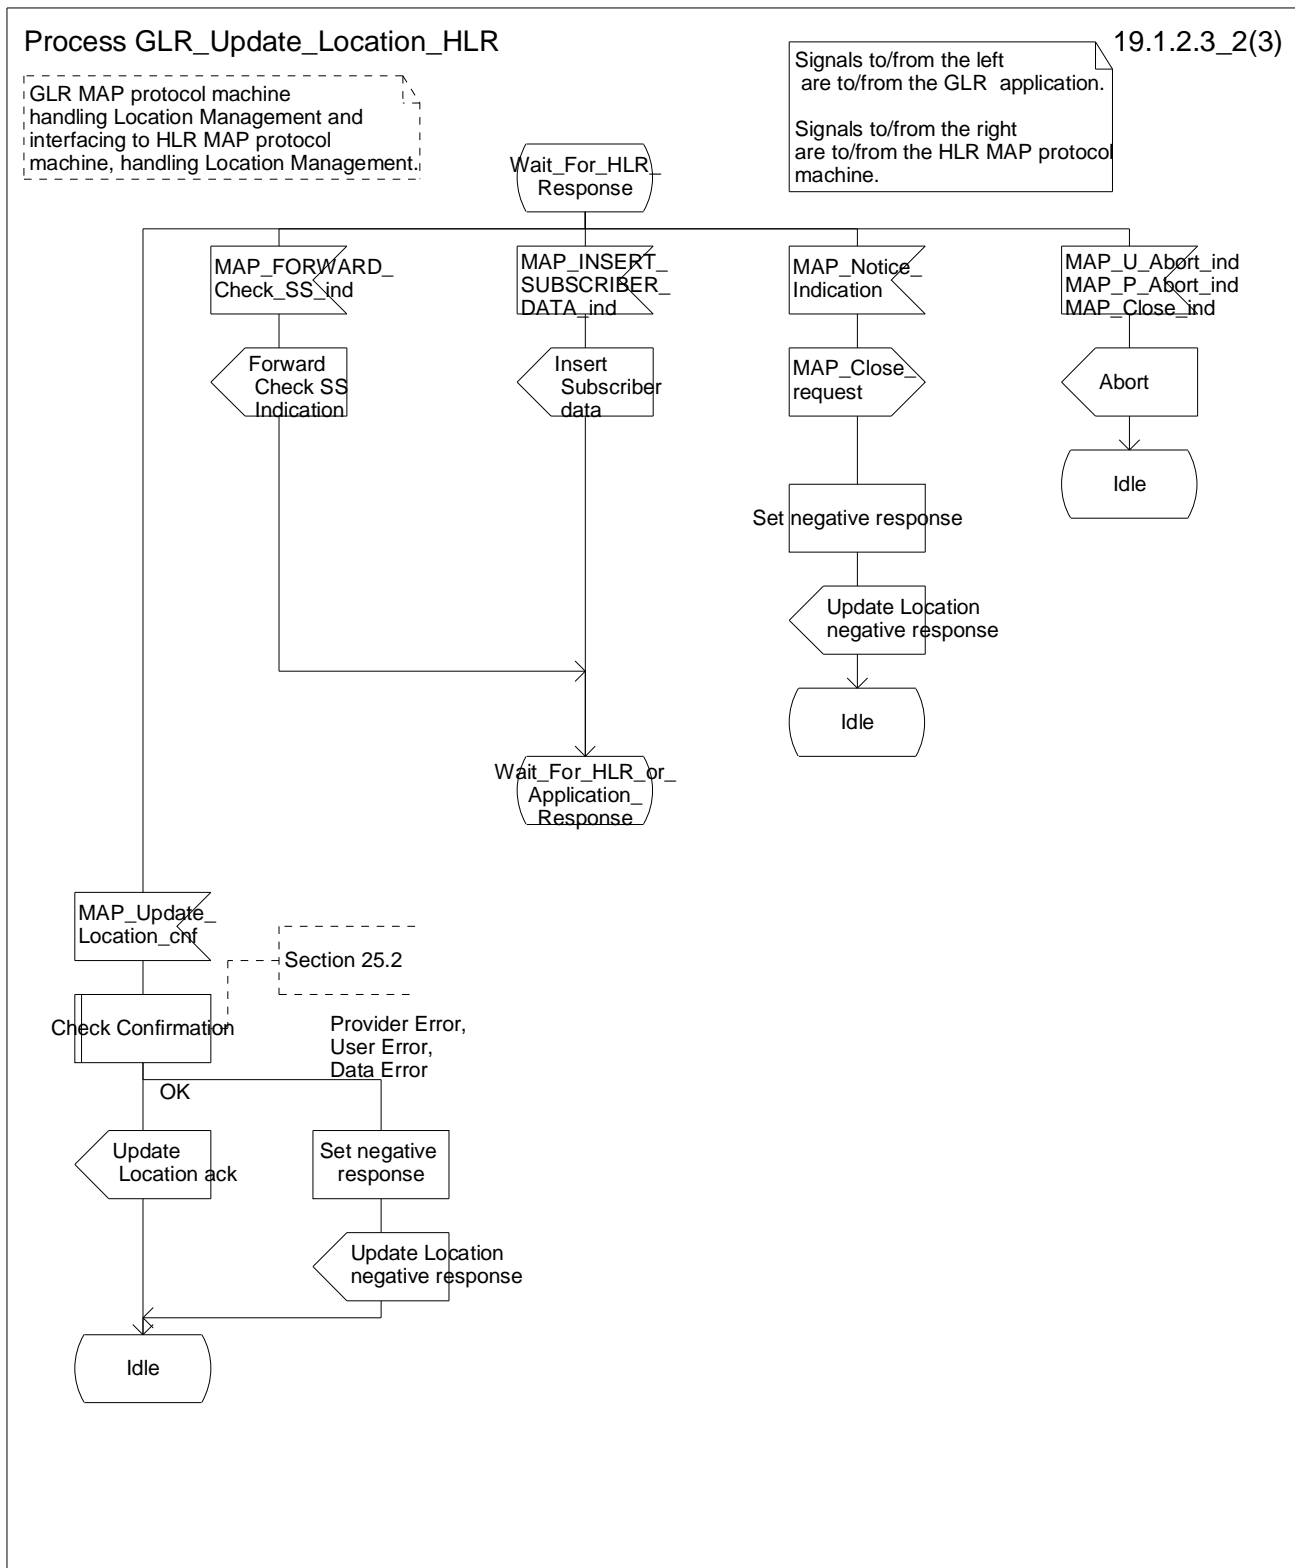 Process GLR_Update_Location_HLR
19.1.2.3_2(3)
GLR MAP protocol machine
handling Location Management and
interfacing to HLR MAP protocol
machine, handling Location Management.
Signals to/from the left
are to/from the GLR application.
Signals to/from the right
are to/from the HLR MAP protocol
machine.
Wait_For_HLR_
Response
MAP_FORWARD_
Check_SS_ind
MAP_INSERT_
SUBSCRIBER_
DATA_ind
MAP_Notice_
Indication
MAP_U_Abort_ind
MAP_P_Abort_ind
MAP_Close_ind
Forward
Check SS
Indication
Insert
Subscriber
data
MAP_Close_
request
Abort
Idle
Set negative response
Update Location
negative response
Idle
Wait_For_HLR_or_
Application_
Response
MAP_Update_
Location_cnf
Section 25.2
Check Confirmation
Provider Error,
User Error,
Data Error
OK
Update
Location ack
Set negative
response
Update Location
negative response
Idle